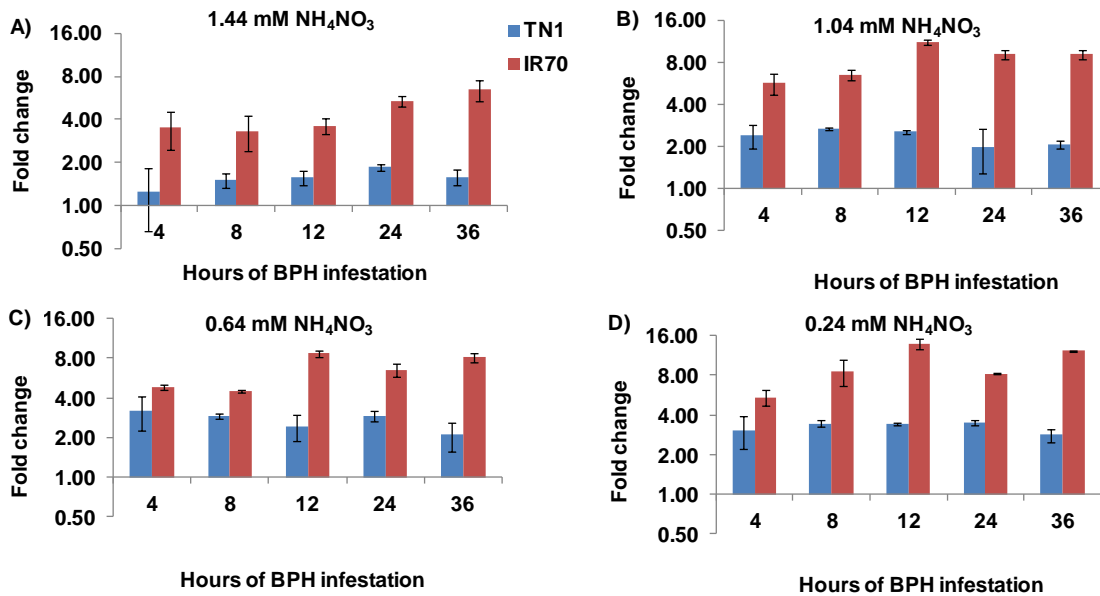 A)
1.44 mM NH₄NO₃
TN1
IR70
Fold change
16.00
8.00
4.00
2.00
1.00
0.50
4 8 12 24 36
Hours of BPH infestation
B)
1.04 mM NH₄NO₃
Fold change
16.00
8.00
4.00
2.00
1.00
0.50
4 8 12 24 36
Hours of BPH infestation
C)
0.64 mM NH₄NO₃
Fold change
16.00
8.00
4.00
2.00
1.00
0.50
4 8 12 24 36
Hours of BPH infestation
D)
0.24 mM NH₄NO₃
Fold change
16.00
8.00
4.00
2.00
1.00
0.50
4 8 12 24 36
Hours of BPH infestation